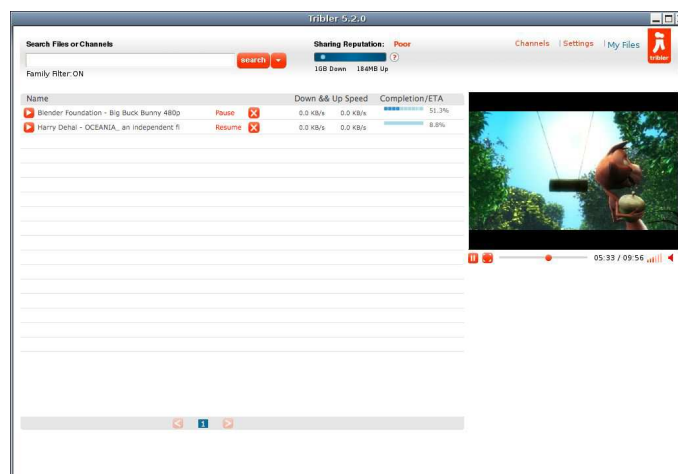 Tribler 5.2.0
Search Files or Channels
Sharing Reputation: Poor
Channels | Settings | My Files
search
?
tribler
1GB Down 184MB Up
Family Filter:ON
Name Down && Up Speed Completion/ETA
Blender Foundation - Big Buck Bunny 480p Pause 0.0 KB/s 0.0 KB/s 51.3%
Harry Dehal - OCEANIA_ an independent fi Resume 0.0 KB/s 0.0 KB/s 8.8%
05:33 / 09:56
1